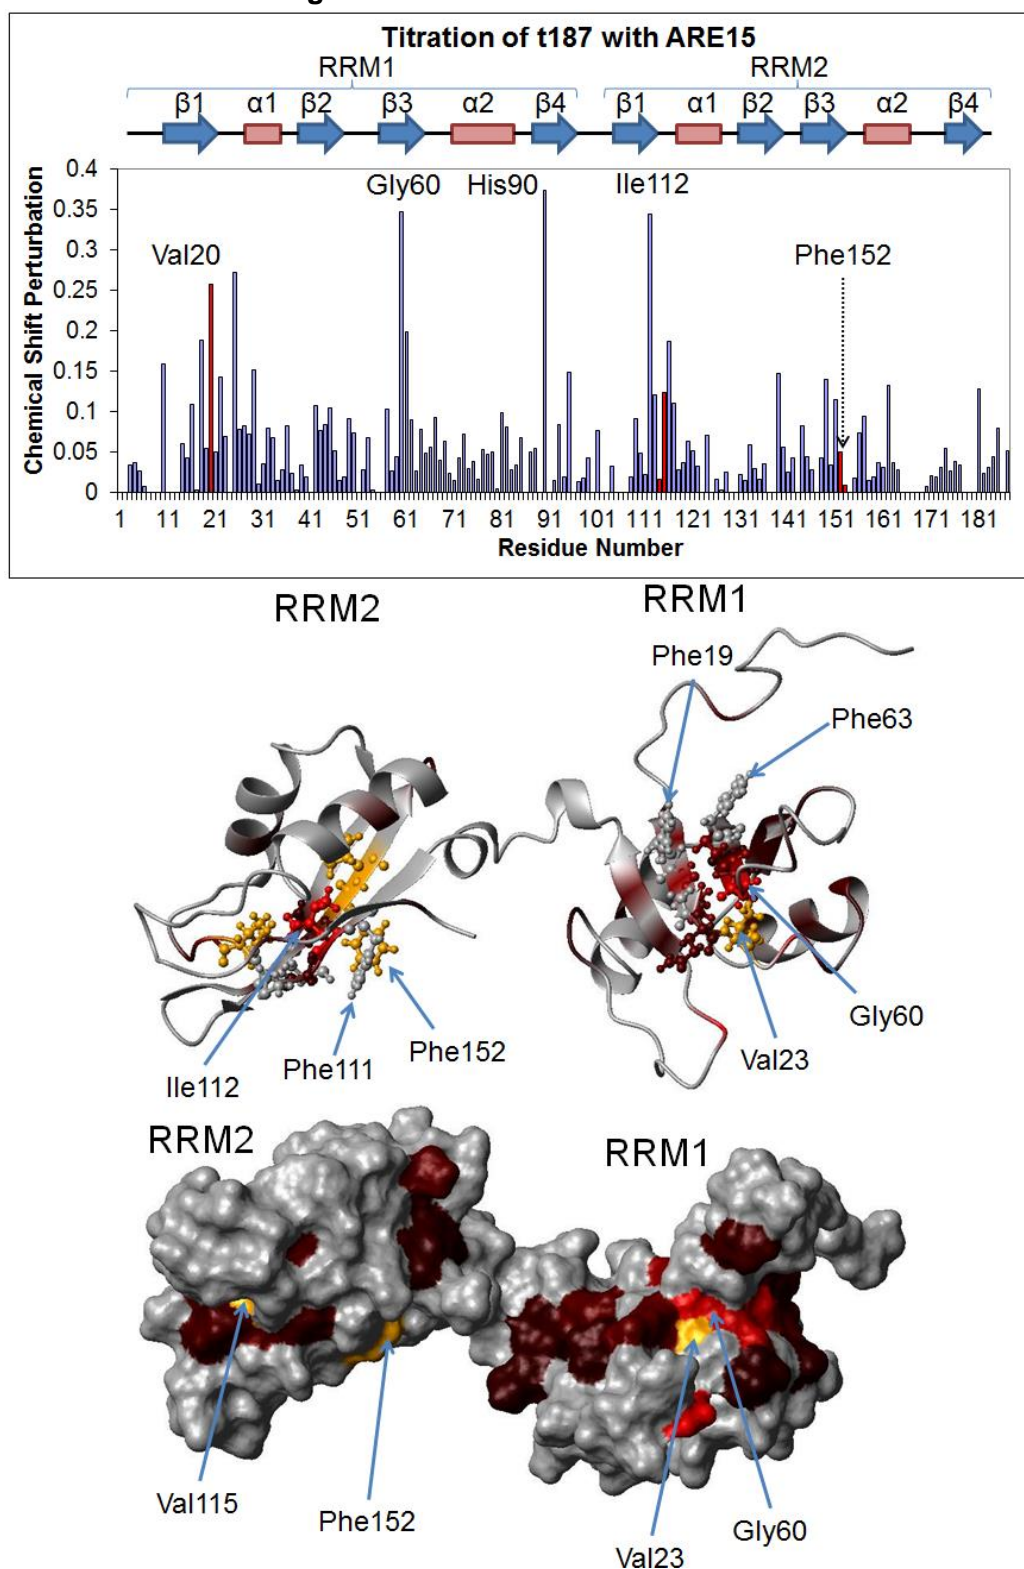 Titration of t187 with ARE15
RRM1 RRM2
β1 α1 β2 β3 α2 β4 β1 α1 β2 β3 α2 β4
Chemical Shift Perturbation
0.4
0.35
0.3
0.25
0.2
0.15
0.1
0.05
0
Gly60 His90 Ile112
Val20 Phe152
1 11 21 31 41 51 61 71 81 91 101 111 121 131 141 151 161 171 181
Residue Number
RRM2 RRM1
Phe19
Phe63
Gly60
Val23
Phe152
Phe111
Ile112
RRM2 RRM1
Val115
Phe152
Gly60
Val23